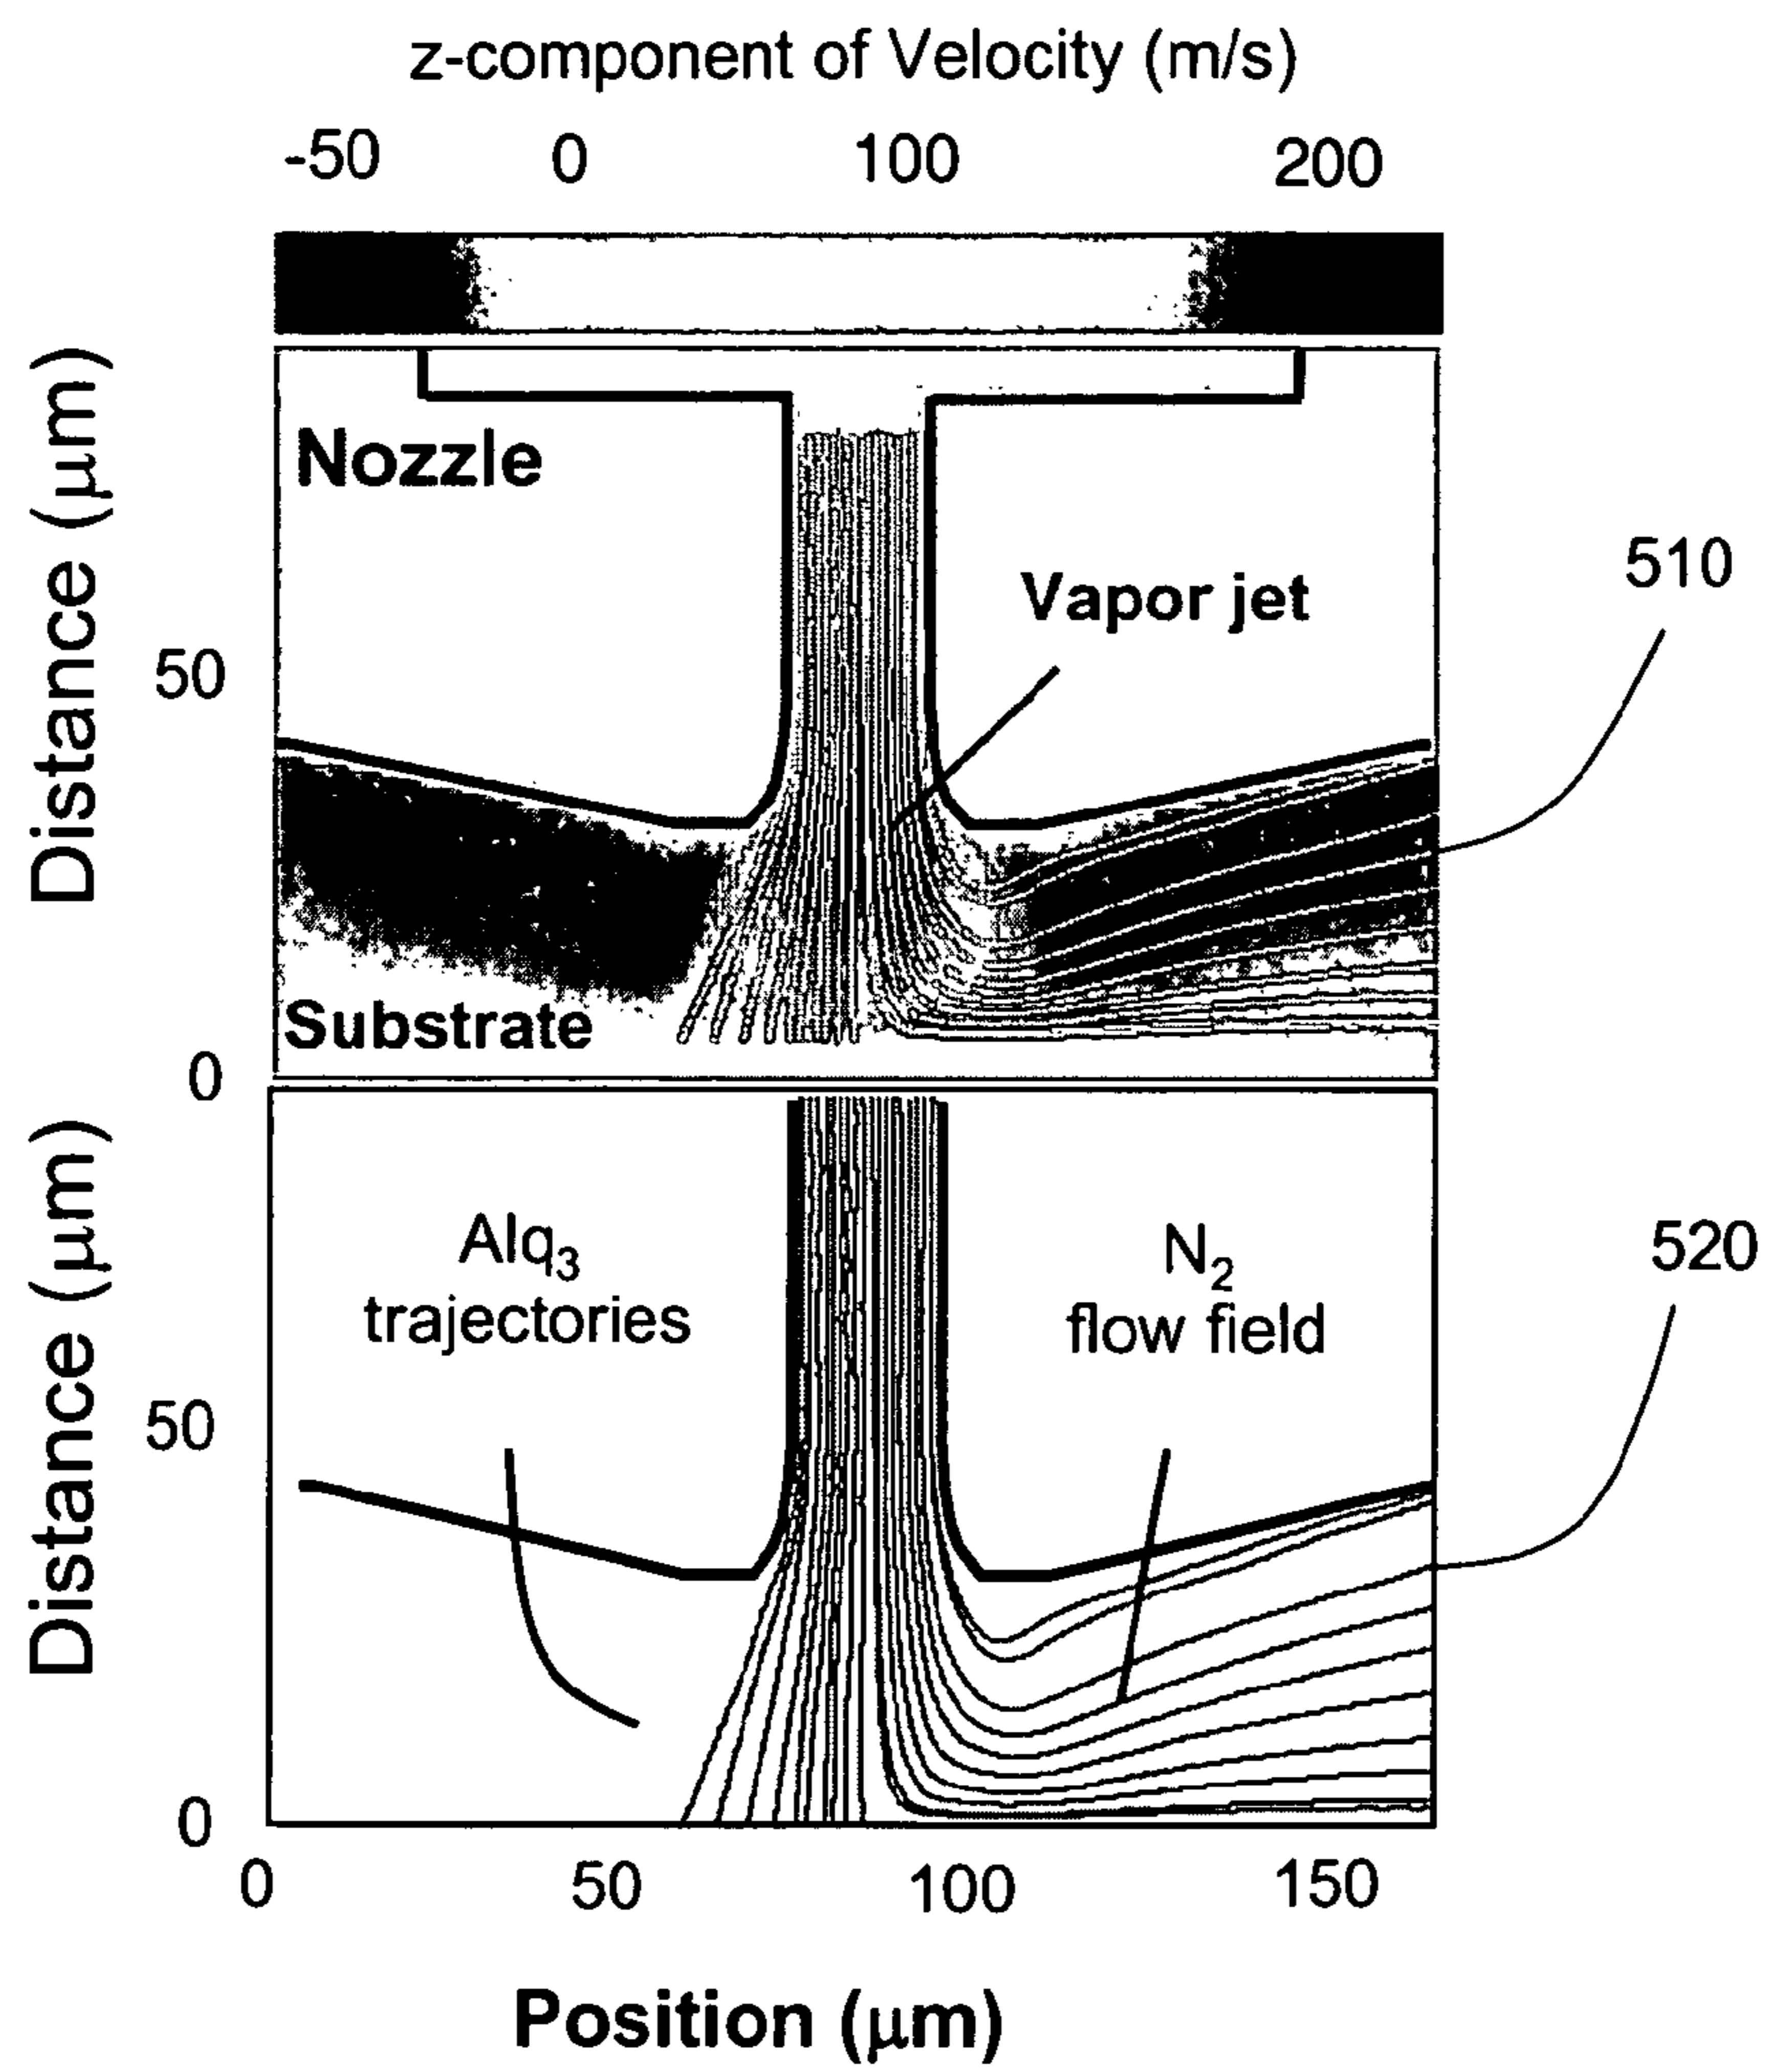 z-component of Velocity (m/s)
-50 0 100 200
Distance (μm)
Nozzle
510
Vapor jet
50
Substrate
0
Distance (μm)
Alq3
trajectories
N2
flow field
520
50
0
0 50 100 150
Position (μm)